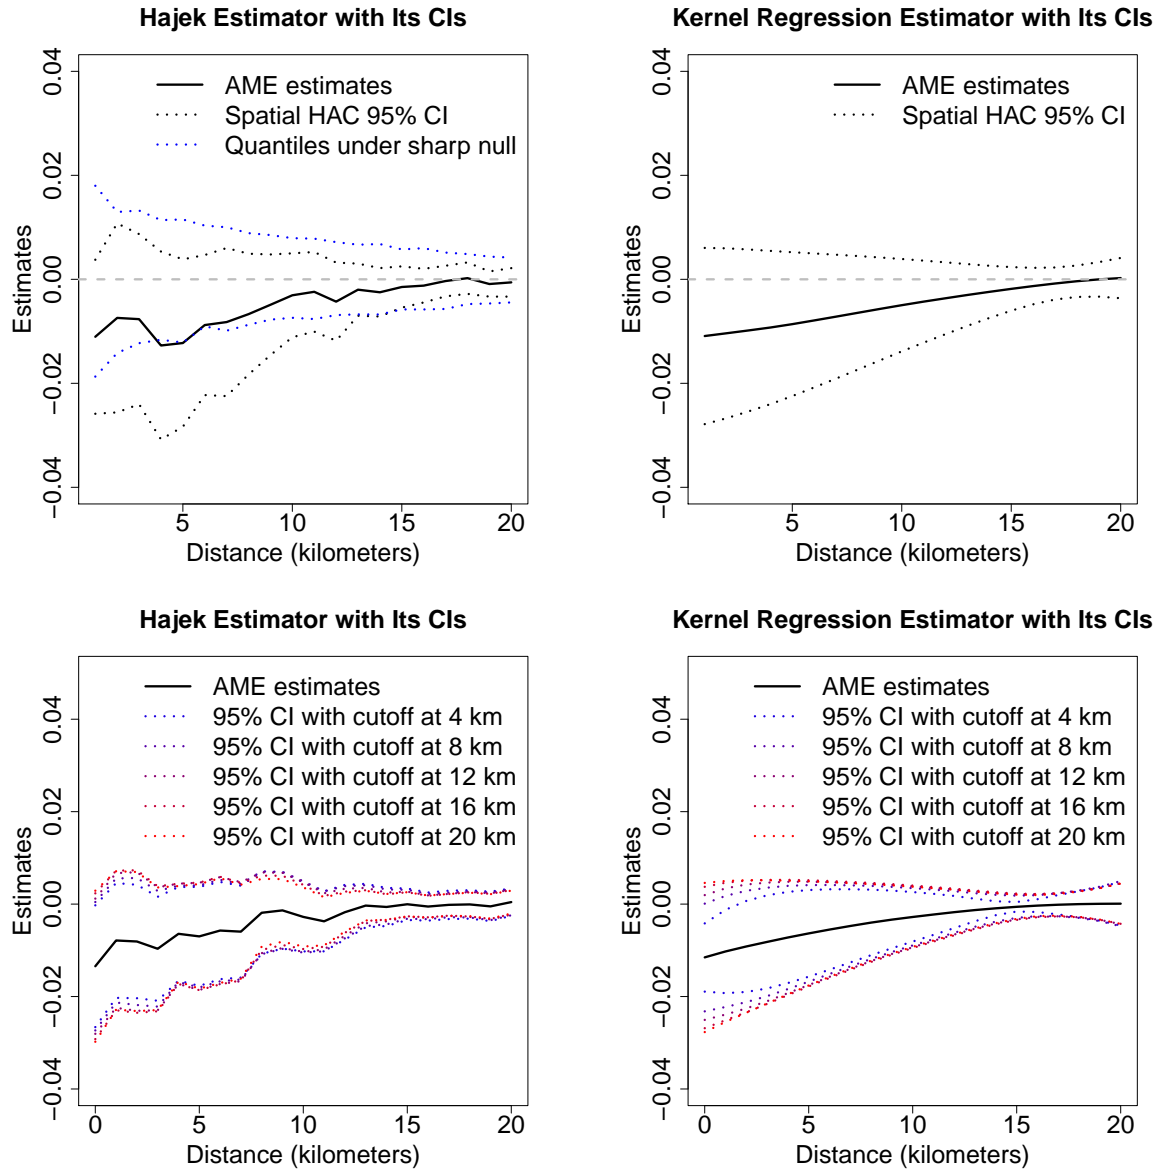 Hajek Estimator with Its CIs
AME estimates
Spatial HAC 95% CI
Quantiles under sharp null
Estimates
0.04
0.02
0.00
−0.02
−0.04
5
10
15
20
Distance (kilometers)
Kernel Regression Estimator with Its CIs
AME estimates
Spatial HAC 95% CI
Estimates
0.04
0.02
0.00
−0.02
−0.04
5
10
15
20
Distance (kilometers)
Hajek Estimator with Its CIs
AME estimates
95% CI with cutoff at 4 km
95% CI with cutoff at 8 km
95% CI with cutoff at 12 km
95% CI with cutoff at 16 km
95% CI with cutoff at 20 km
Estimates
0.04
0.02
0.00
−0.02
−0.04
0
5
10
15
20
Distance (kilometers)
Kernel Regression Estimator with Its CIs
AME estimates
95% CI with cutoff at 4 km
95% CI with cutoff at 8 km
95% CI with cutoff at 12 km
95% CI with cutoff at 16 km
95% CI with cutoff at 20 km
Estimates
0.04
0.02
0.00
−0.02
−0.04
0
5
10
15
20
Distance (kilometers)